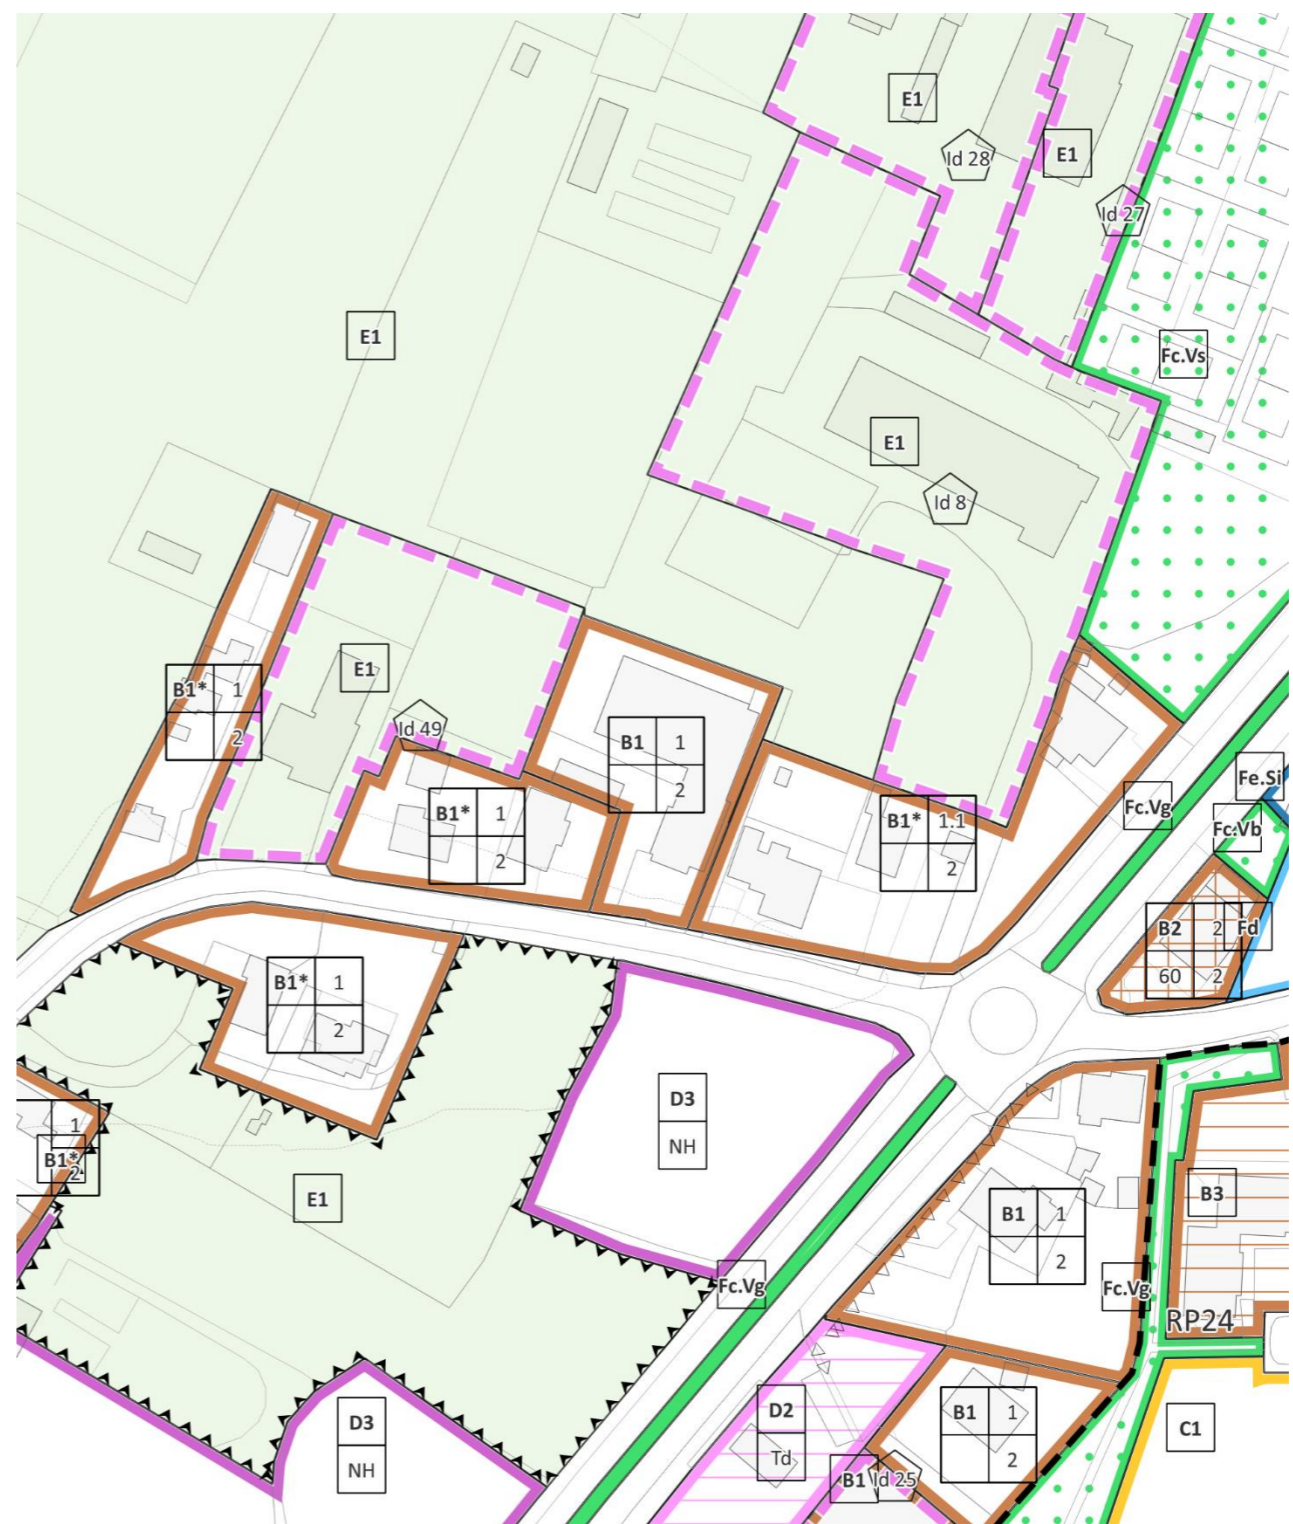 E1
E1
Id 28
Id 27
E1
Fc.Vs
E1
Id 8
E1
B1* 1
2
Id 49
B1 1
2
Fe.Si
B1* 1
2
B1* 1.1
2
Fc.Vg
Fc.Vb
B2 2 Fd
60 2
B1* 1
2
D3
NH
1
B1*
2
E1
B3
B1 1
2
Fc.Vg
Fc.Vg
RP24
D3
NH
D2
Td
B1 1
2
C1
B1 Id 25